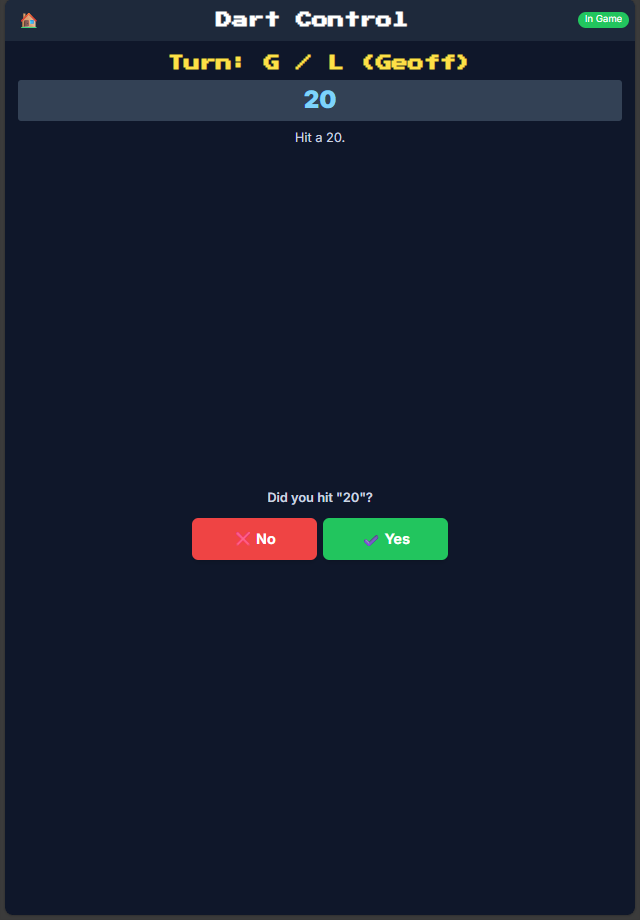 Dart Control
In Game
Turn: G / L (Geoff)
20
Hit a 20.
Did you hit "20"?
No
Yes